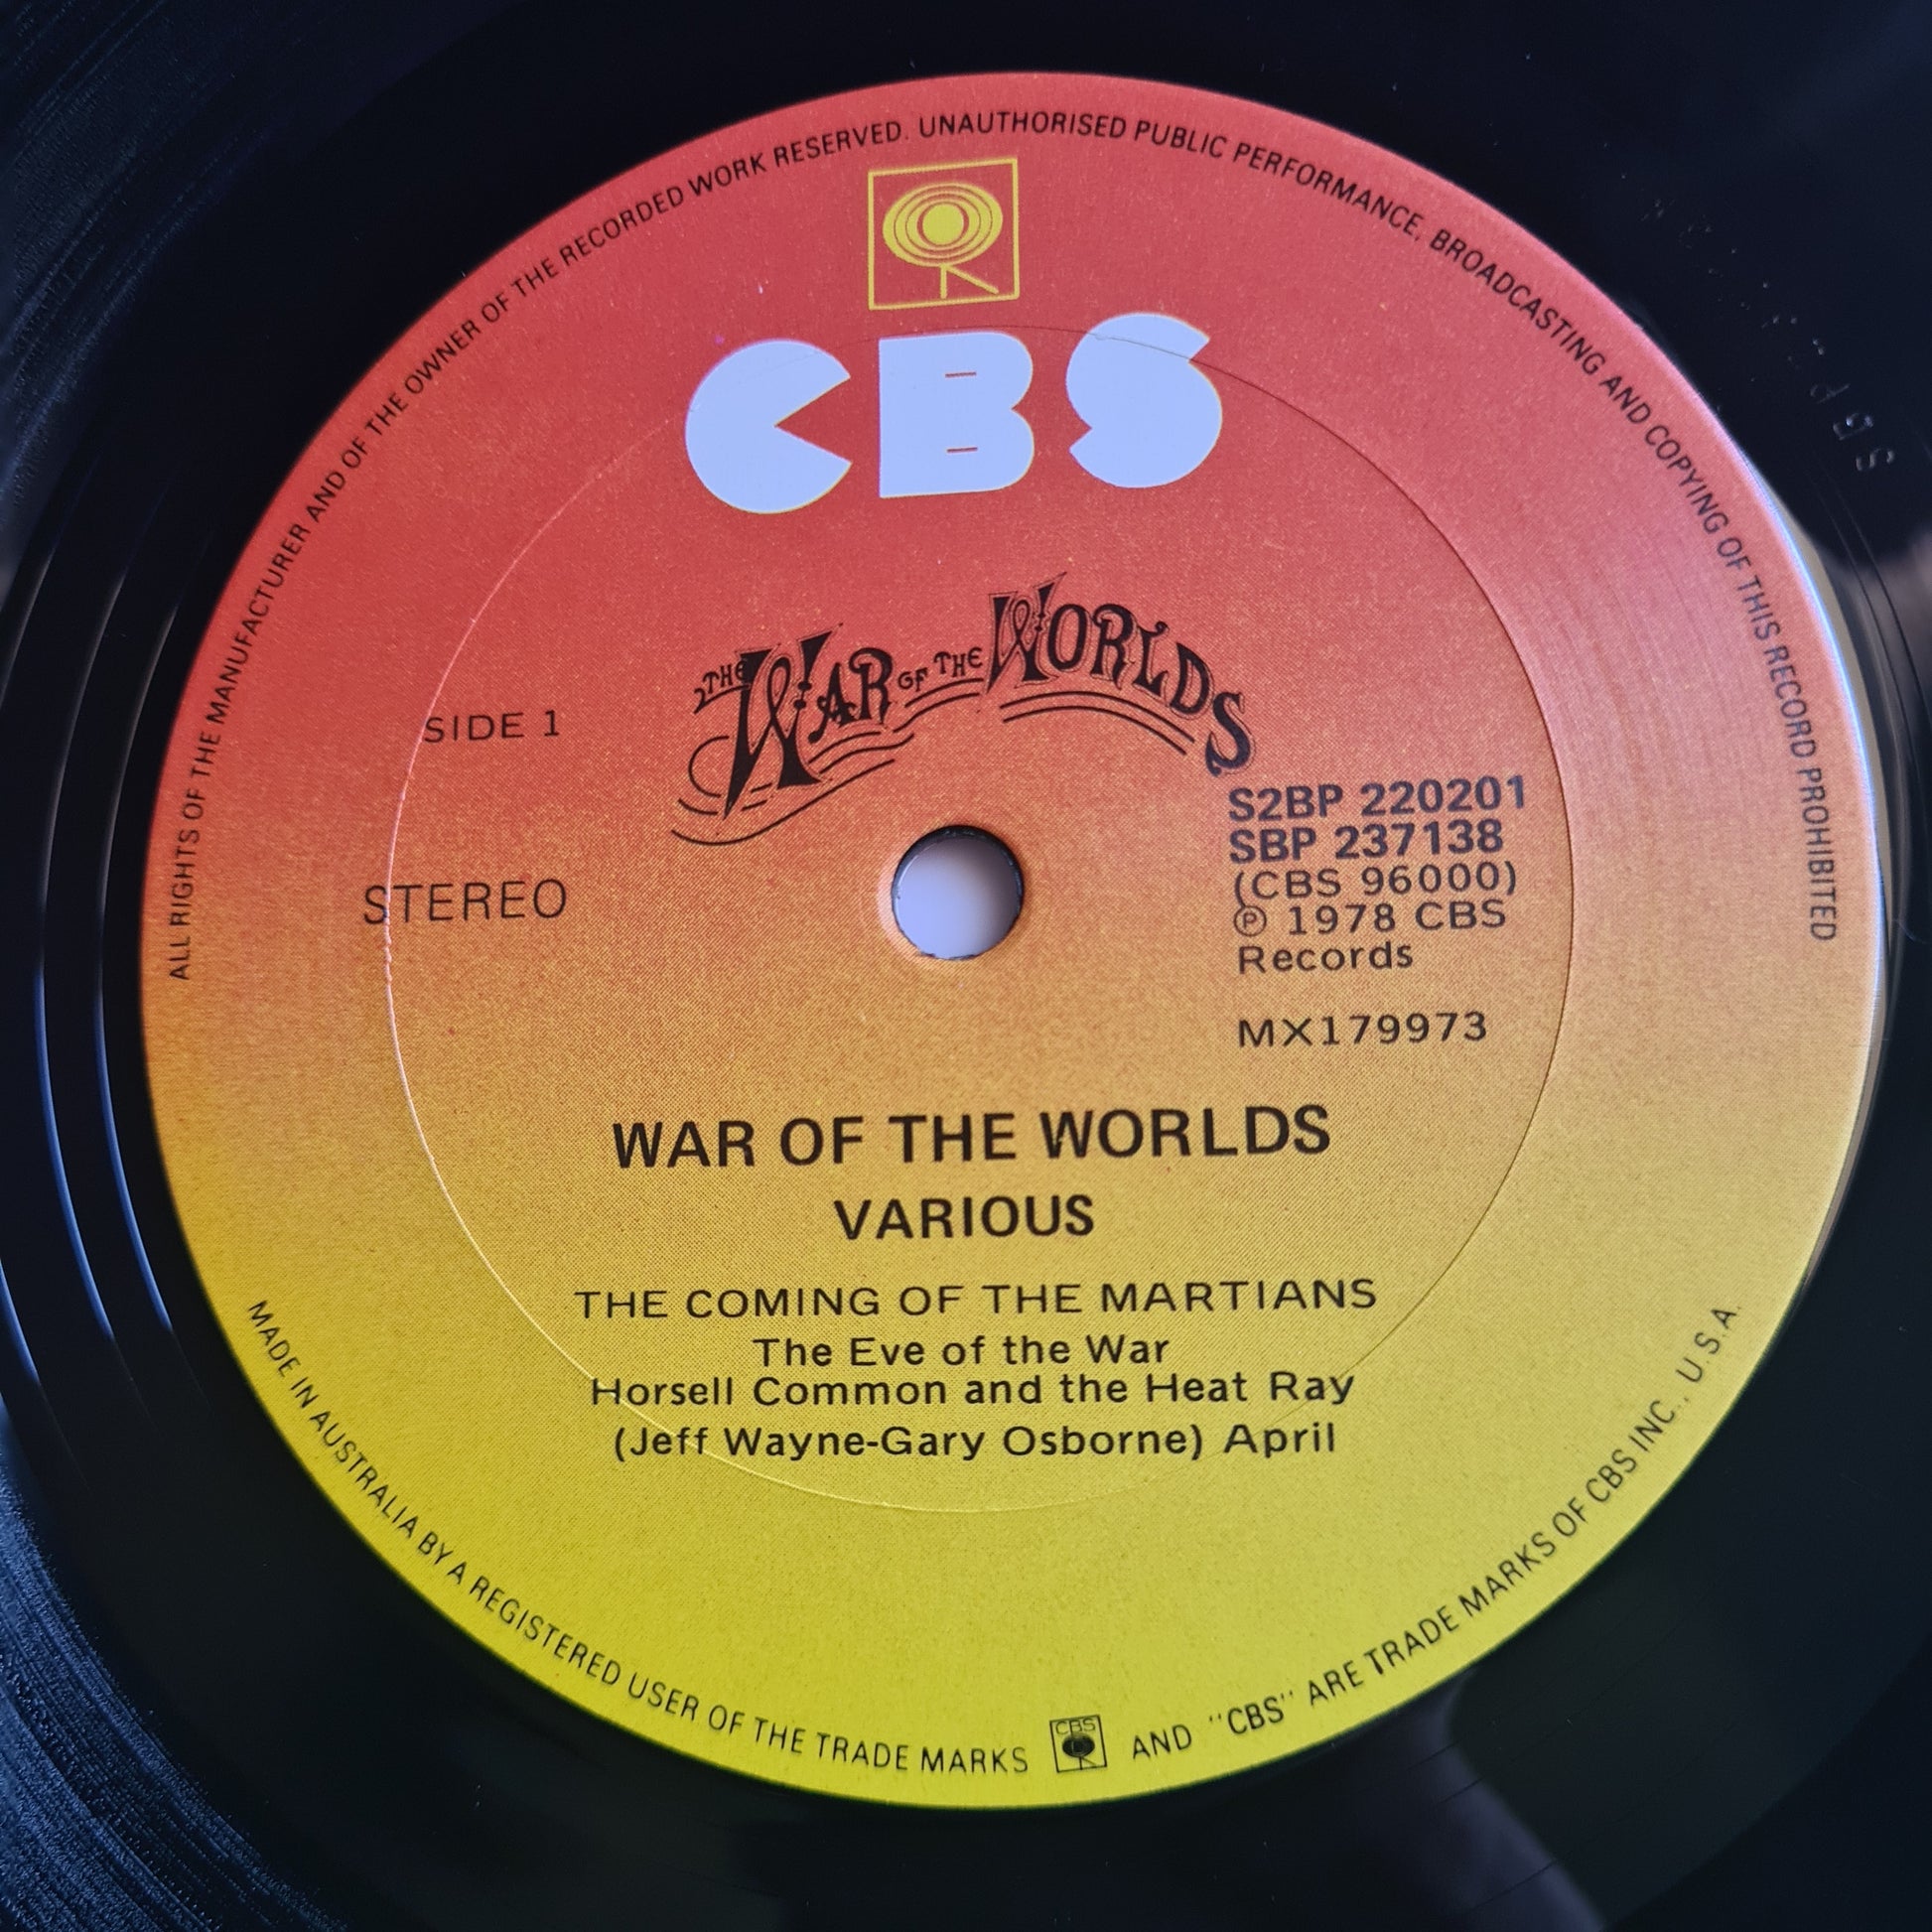 ALL RIGHTS OF THE MANUFACTURER AND OF THE OWNER OF THE RECORDED WORK RESERVED. UNAUTHORISED PUBLIC PERFORMANCE, BROADCASTING AND COPYING OF THIS RECORD PROHIBITED
CBS
THE WAR OF THE WORLDS
SIDE 1
STEREO
S2BP 220201
SBP 237138
(CBS 96000)
℗ 1978 CBS
Records
MX179973
WAR OF THE WORLDS
VARIOUS
THE COMING OF THE MARTIANS
The Eve of the War
Horsell Common and the Heat Ray
(Jeff Wayne-Gary Osborne) April
MADE IN AUSTRALIA BY A REGISTERED USER OF THE TRADE MARKS CBS AND "CBS" ARE TRADE MARKS OF CBS INC., U.S.A.